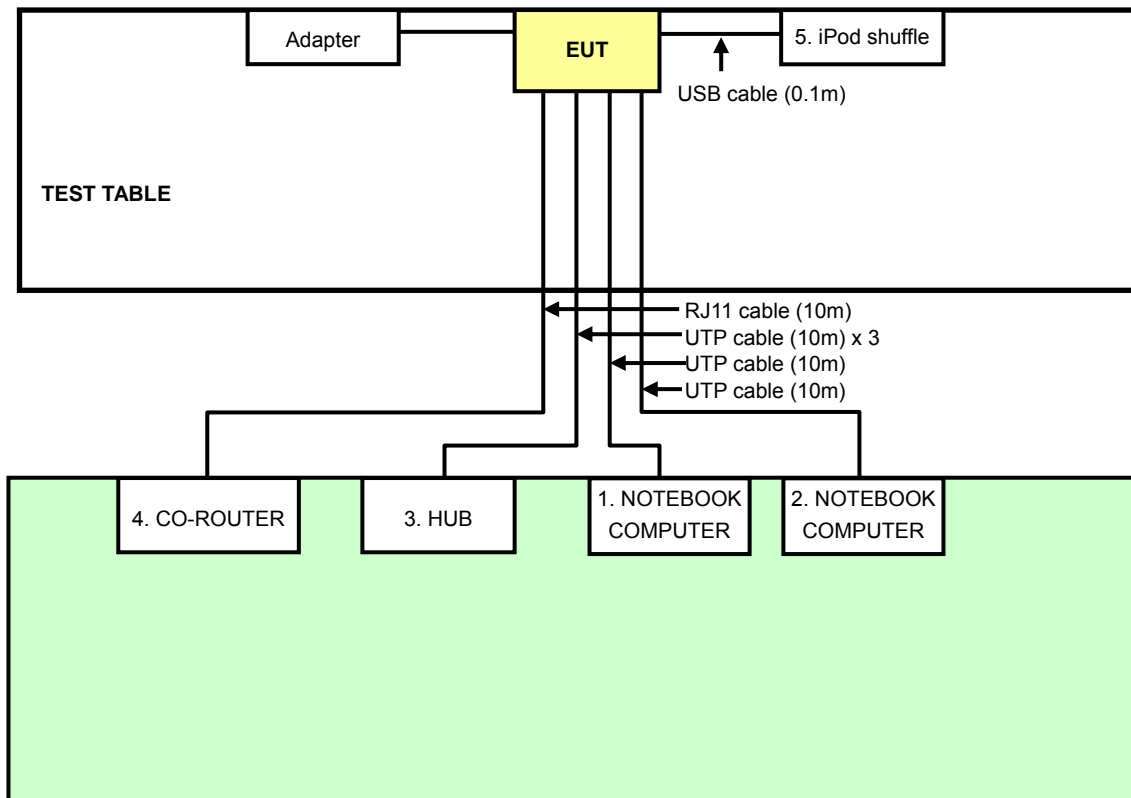 Adapter
EUT
5. iPod shuffle
USB cable (0.1m)
TEST TABLE
RJ11 cable (10m)
UTP cable (10m) x 3
UTP cable (10m)
UTP cable (10m)
4. CO-ROUTER
3. HUB
1. NOTEBOOK
COMPUTER
2. NOTEBOOK
COMPUTER